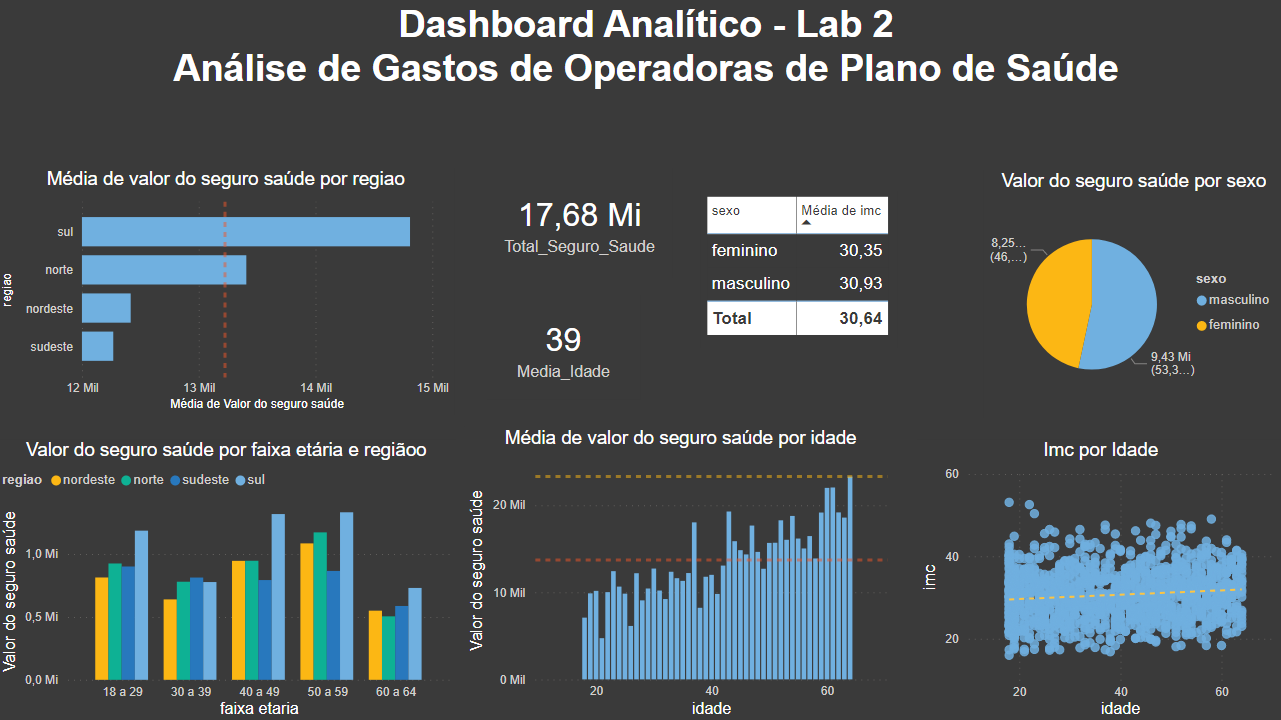 Dashboard Analítico - Lab 2
Análise de Gastos de Operadoras de Plano de Saúde
Média de valor do seguro saúde por regiao
regiao
sul
norte
nordeste
sudeste
12 Mil 13 Mil 14 Mil 15 Mil
Média de Valor do seguro saúde
17,68 Mi
Total_Seguro_Saude
39
Media_Idade
sexo Média de imc
feminino 30,35
masculino 30,93
Total 30,64
Valor do seguro saúde por sexo
8,25...
(46,...)
9,43 Mi
(53,3...)
sexo
masculino
feminino
Valor do seguro saúde por faixa etária e regiãoo
regiao nordeste norte sudeste sul
Valor do seguro saúde
1,0 Mi
0,5 Mi
0,0 Mi
18 a 29 30 a 39 40 a 49 50 a 59 60 a 64
faixa etaria
Média de valor do seguro saúde por idade
Valor do seguro saúde
20 Mil
10 Mil
0 Mil
20 40 60
idade
Imc por Idade
imc
60
40
20
20 40 60
idade